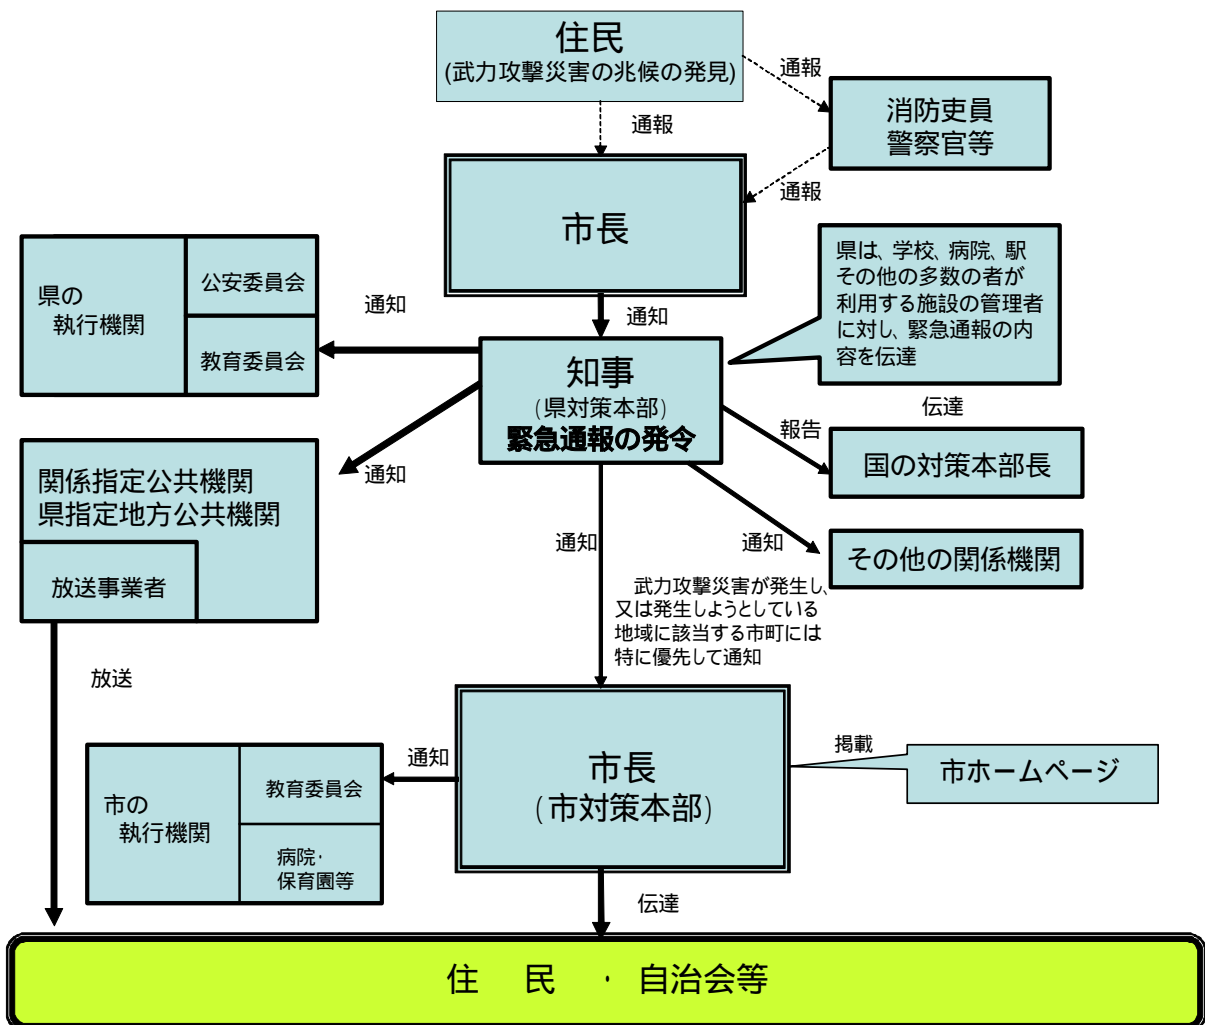 住民
(武力攻撃災害の兆候の発見)
通報
消防吏員
警察官等
通報
通報
市長
県の
執行機関
公安委員会
教育委員会
通知
通知
県は、学校、病院、駅
その他の多数の者が
利用する施設の管理者
に対し、緊急通報の内
容を伝達
伝達
知事
(県対策本部)
緊急通報の発令
報告
国の対策本部長
関係指定公共機関
県指定地方公共機関
放送事業者
通知
通知
通知
その他の関係機関
武力攻撃災害が発生し、
又は発生しようとしている
地域に該当する市町には
特に優先して通知
放送
市の
執行機関
教育委員会
病院・
保育園等
通知
市長
(市対策本部)
掲載
市ホームページ
伝達
住 民 ・ 自治会等